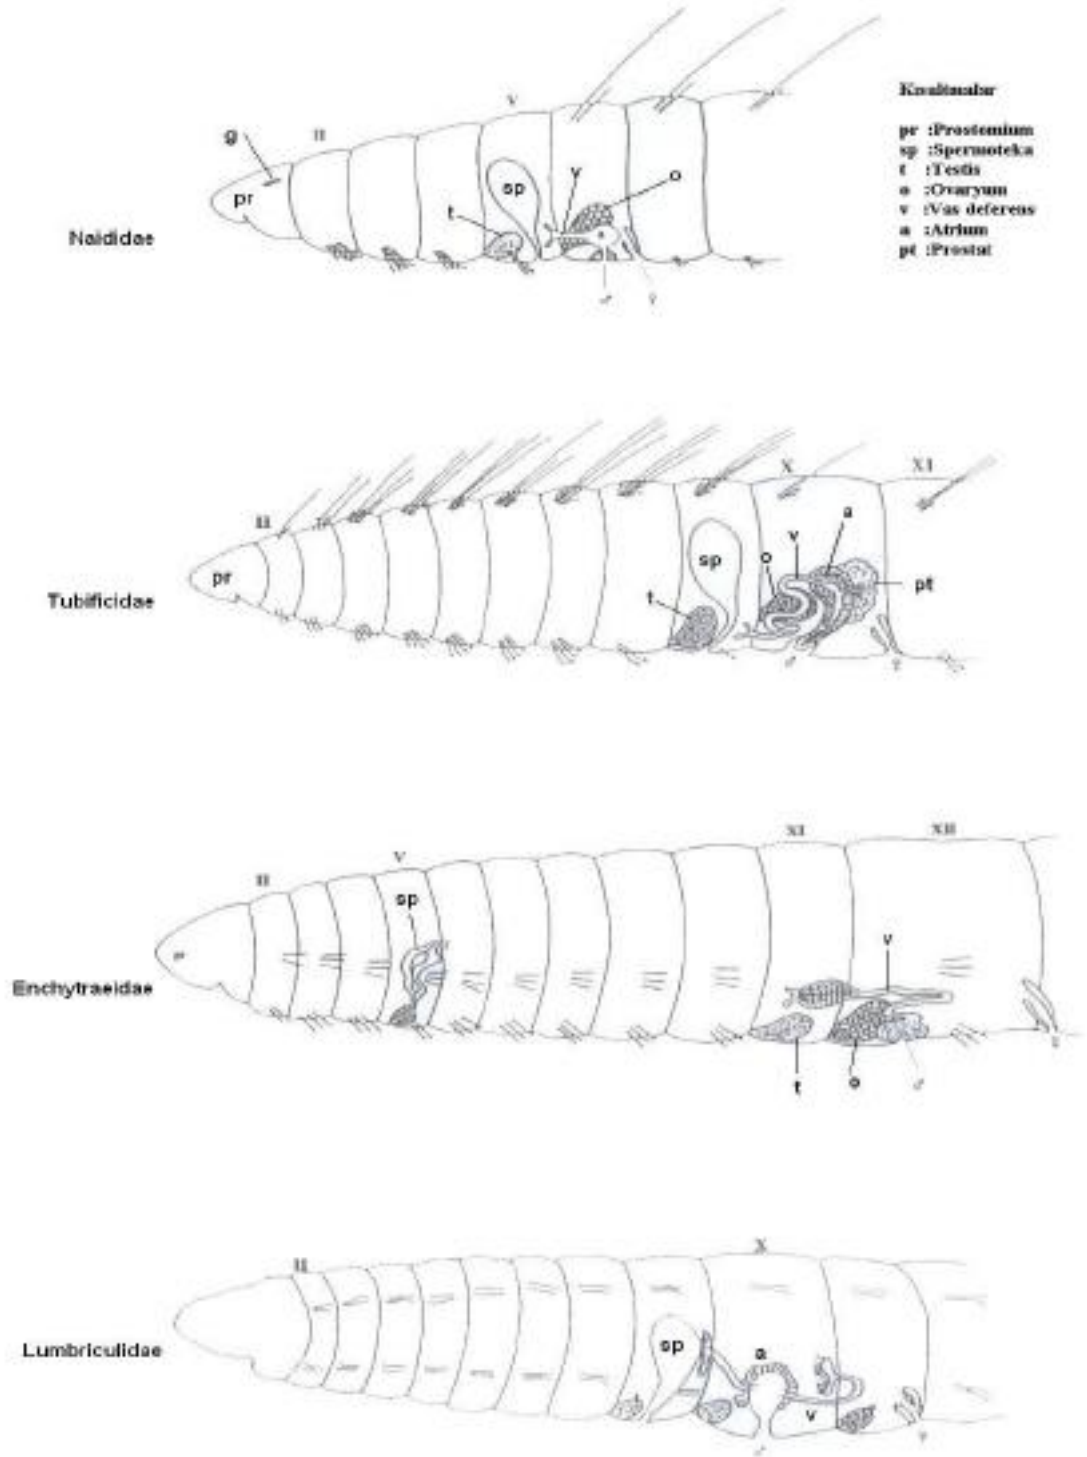 Kısaltmalar
pr :Prostomium
sp :Spermoteka
t :Testis
o :Ovaryum
v :Vas deferens
a :Atrium
pt :Prostat
V
II
g
pr
sp
v
o
t
a
Naididae
♂ ♀
X XI
II
a
v
sp
o
pr
pt
t
Tubificidae
♂ ♀
XI XII
V
II
sp
v
Enchytraeidae
♀
t o ♂
X
II
sp a
Lumbriculidae
v
♂ ♀